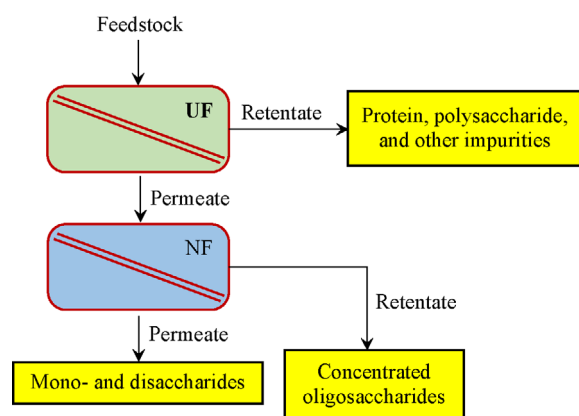 Feedstock
UF
Retentate
Protein, polysaccharide,
and other impurities
Permeate
NF
Retentate
Permeate
Mono- and disaccharides
Concentrated
oligosaccharides